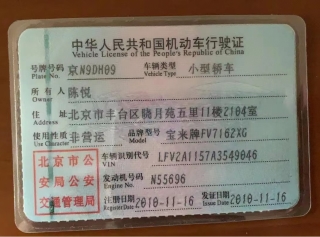 中华人民共和国机动车行驶证
Vehicle License of the People's Republic of China
号牌号码 京N9DH09 车辆类型 小型轿车
Plate No. Vehicle Type
所有人 陈悦
Owner
住址 北京市丰台区晓月苑五里11楼2104室
Address
使用性质 非营运 品牌型号 宝来牌FV7162XG
Use Character Model
北京市公 车辆识别代号 LFV2A1157A3549046
VIN
安局公安 发动机号码 N55696
Engine No.
交通管理局 注册日期 2010-11-16 发证日期 2010-11-16
Register Date Issue Date